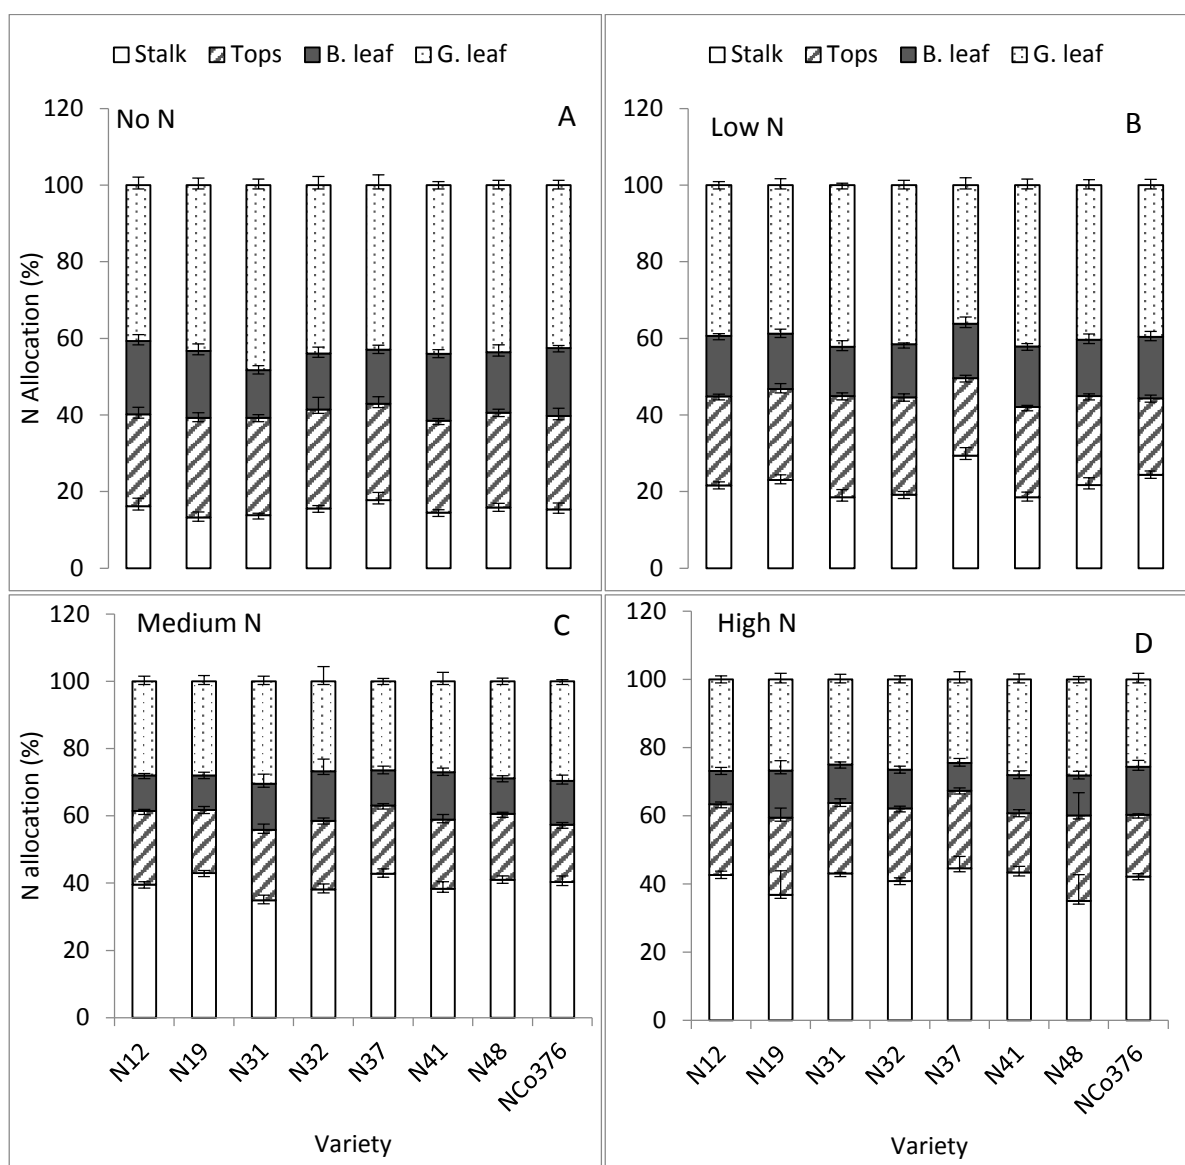 Stalk Tops B. leaf G. leaf
No N A
120
100
80
60
40
20
0
N Allocation (%)
Stalk Tops B. leaf G. leaf
Low N B
120
100
80
60
40
20
0
Medium N C
120
100
80
60
40
20
0
N allocation (%)
N12 N19 N31 N32 N37 N41 N48 NCo376
Variety
High N D
120
100
80
60
40
20
0
N12 N19 N31 N32 N37 N41 N48 NCo376
Variety